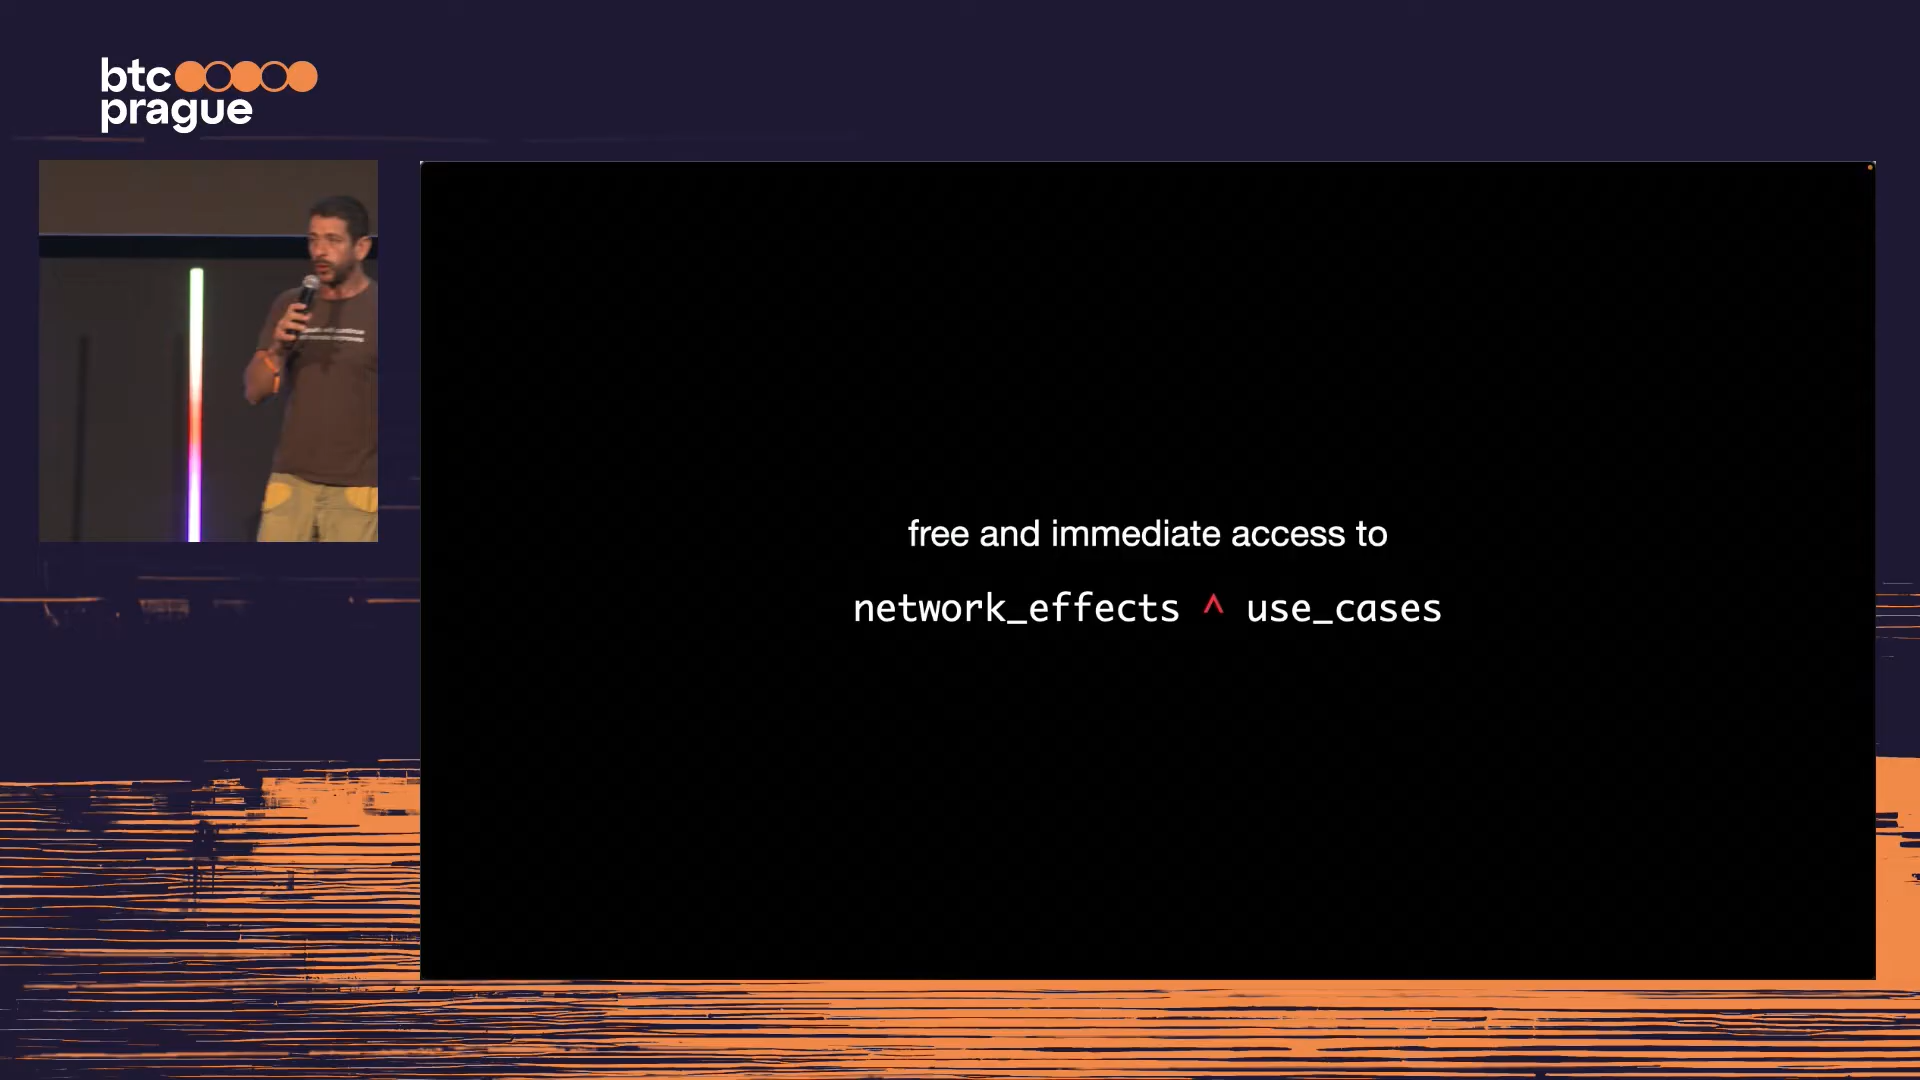 btc
prague
free and immediate access to
network_effects ^ use_cases